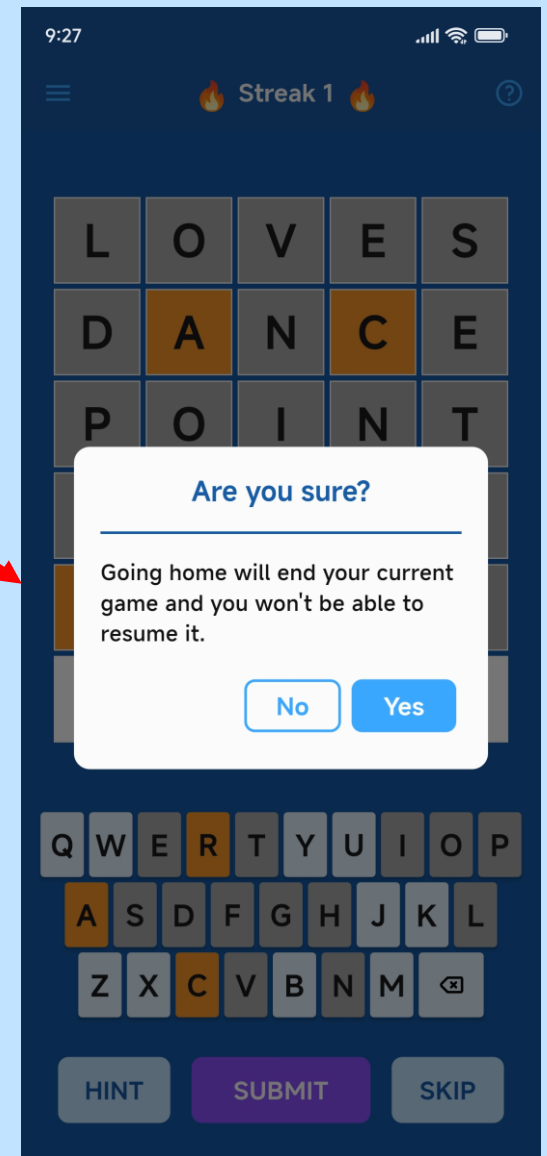 9:27
Streak 1
L O V E S
D A N C E
P O I N T
Are you sure?
Going home will end your current
game and you won't be able to
resume it.
No Yes
Q W E R T Y U I O P
A S D F G H J K L
Z X C V B N M
HINT SUBMIT SKIP